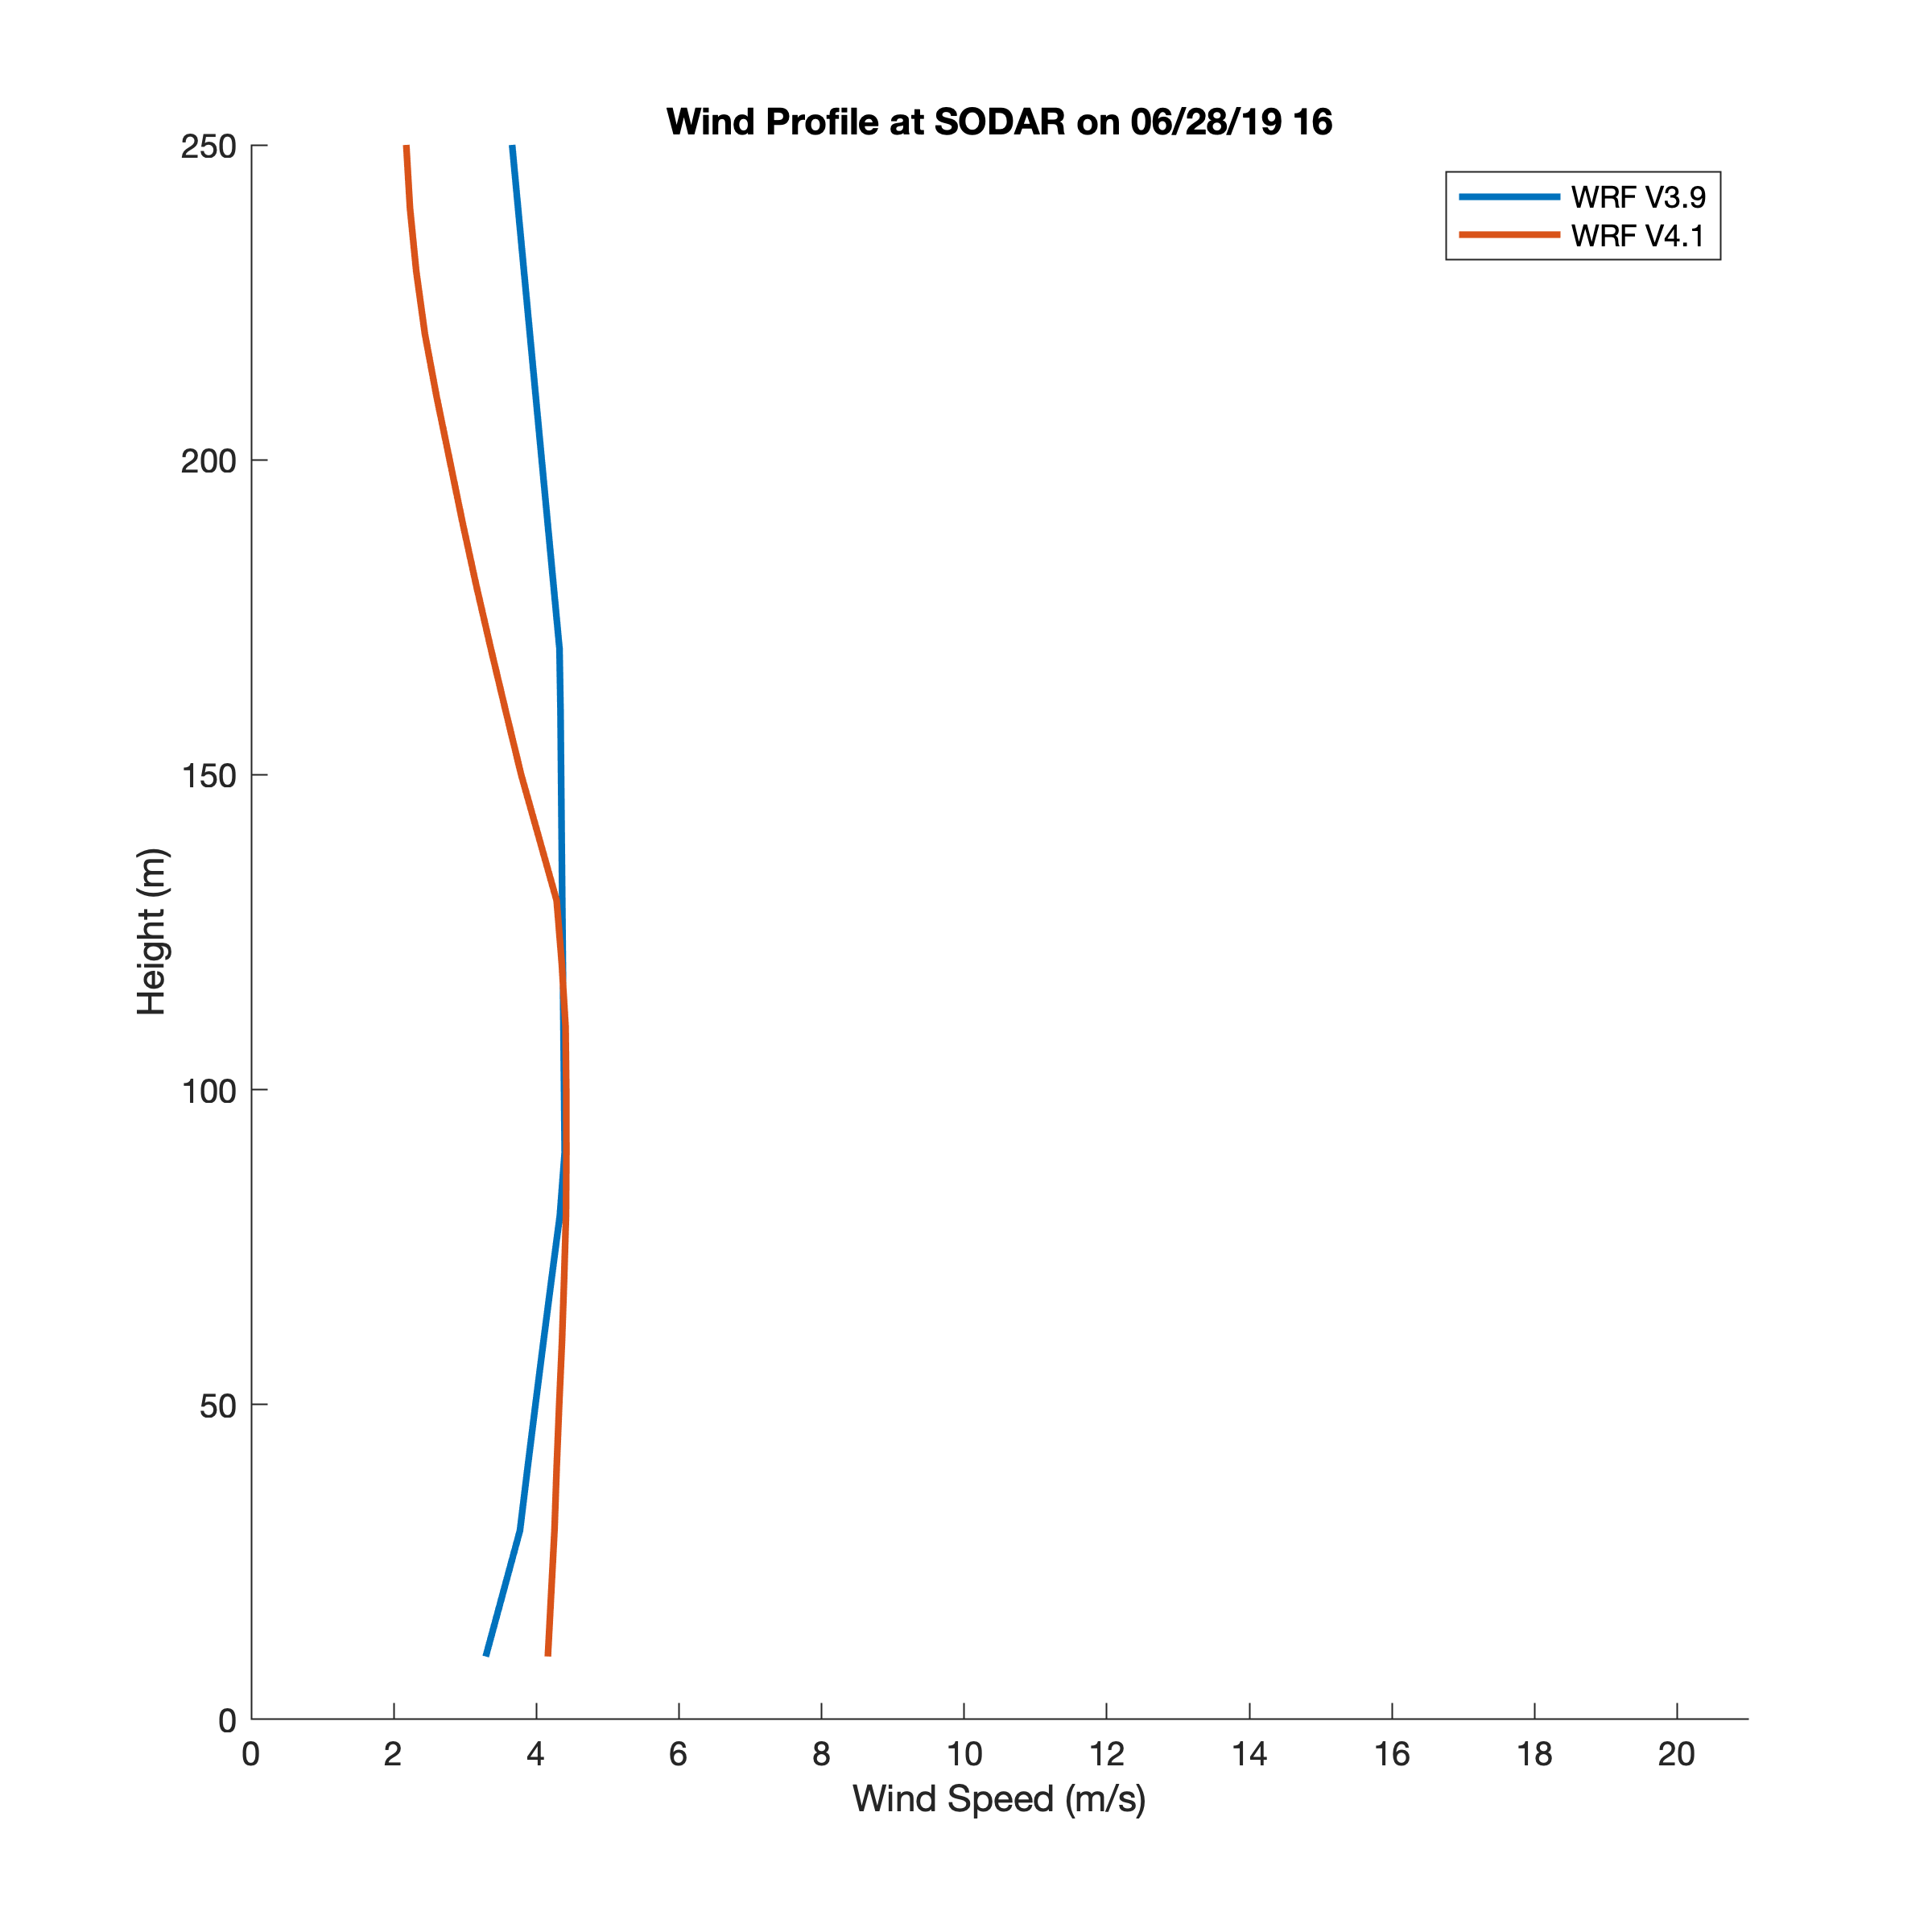 Wind Profile at SODAR on 06/28/19 16
WRF V3.9
WRF V4.1
250
200
150
100
50
0
Height (m)
0 2 4 6 8 10 12 14 16 18 20
Wind Speed (m/s)